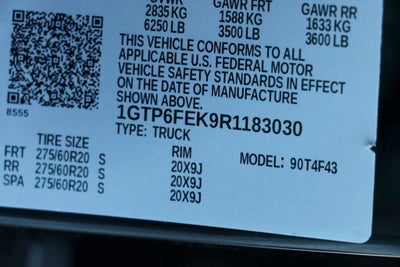 GVWR GAWR FRT GAWR RR
2835 KG 1588 KG 1633 KG
6250 LB 3500 LB 3600 LB
THIS VEHICLE CONFORMS TO ALL
APPLICABLE U.S. FEDERAL MOTOR
VEHICLE SAFETY STANDARDS IN EFFECT
ON THE DATE OF MANUFACTURE
SHOWN ABOVE.
8555
1GTP6FEK9R1183030
TYPE: TRUCK
TIRE SIZE RIM MODEL: 90T4F43
FRT 275/60R20 S 20X9J
RR 275/60R20 S 20X9J
SPA 275/60R20 S 20X9J
20X9J